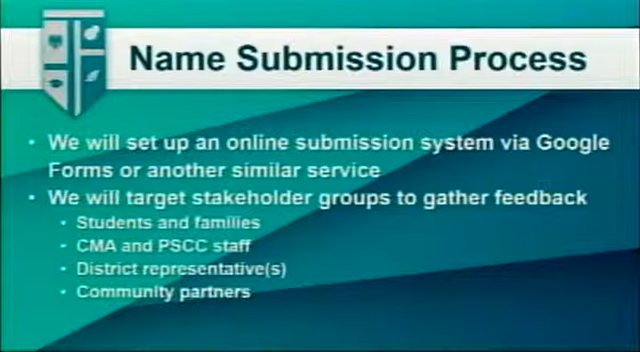 Name Submission Process
• We will set up an online submission system via Google
Forms or another similar service
• We will target stakeholder groups to gather feedback
• Students and families
• CMA and PSCC staff
• District representative(s)
• Community partners